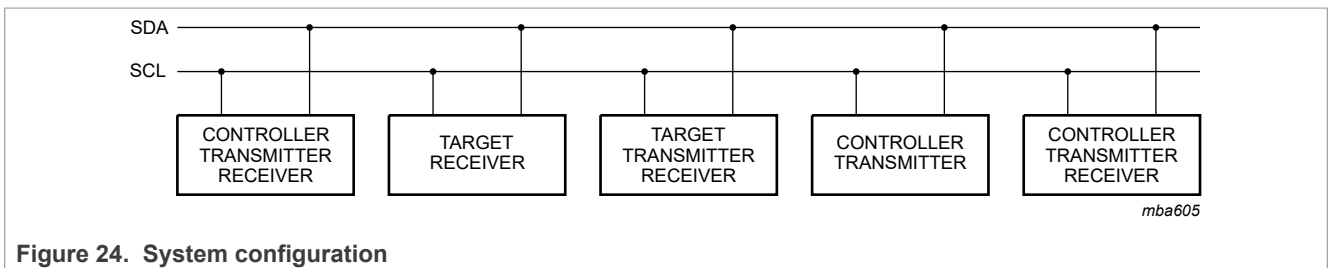 SDA
SCL
CONTROLLER
TRANSMITTER
RECEIVER
TARGET
RECEIVER
TARGET
TRANSMITTER
RECEIVER
CONTROLLER
TRANSMITTER
CONTROLLER
TRANSMITTER
RECEIVER
mba605
Figure 24. System configuration